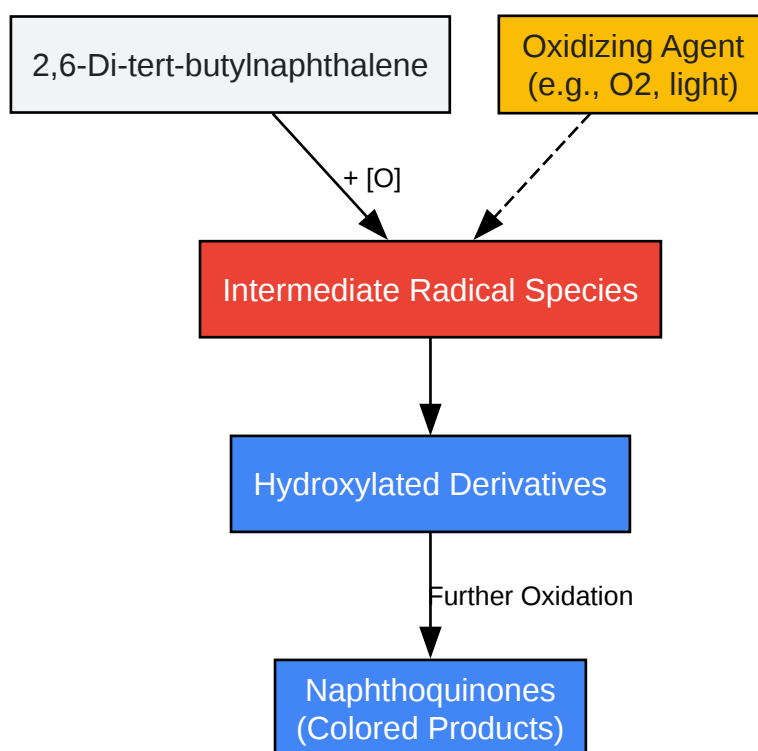 2,6-Di-tert-butylnaphthalene
Oxidizing Agent
(e.g., O2, light)
+ [O]
Intermediate Radical Species
Hydroxylated Derivatives
Further Oxidation
Naphthoquinones
(Colored Products)